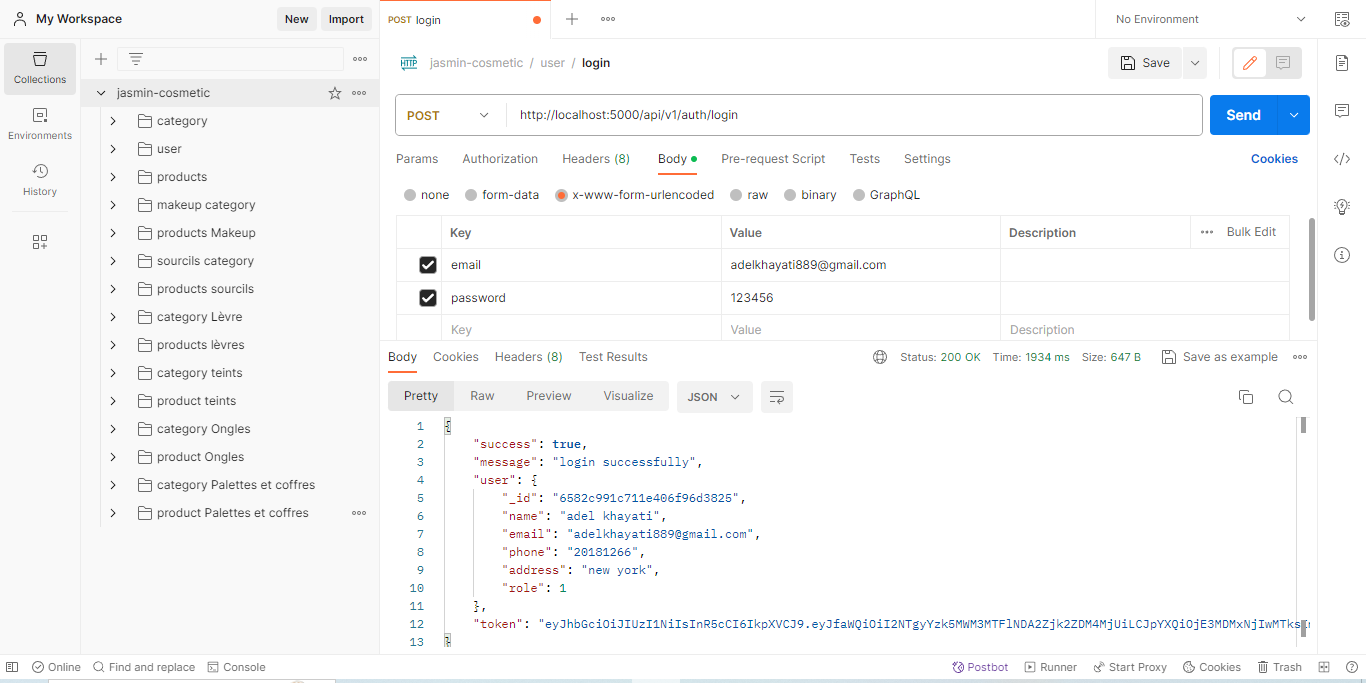 My Workspace
New
Import
POST login
No Environment
Collections
Environments
History
jasmin-cosmetic
category
user
products
makeup category
products Makeup
sourcils category
products sourcils
category Lèvre
products lèvres
category teints
product teints
category Ongles
product Ongles
category Palettes et coffres
product Palettes et coffres
HTTP jasmin-cosmetic / user / login
Save
POST http://localhost:5000/api/v1/auth/login
Send
Params Authorization Headers (8) Body Pre-request Script Tests Settings Cookies
none form-data x-www-form-urlencoded raw binary GraphQL
Key Value Description Bulk Edit
email adelkhayati889@gmail.com
password 123456
Key Value Description
Body Cookies Headers (8) Test Results Status: 200 OK Time: 1934 ms Size: 647 B Save as example
Pretty Raw Preview Visualize JSON
1 {
2 "success": true,
3 "message": "login successfully",
4 "user": {
5 "_id": "6582c991c711e406f96d3825",
6 "name": "adel khayati",
7 "email": "adelkhayati889@gmail.com",
8 "phone": "20181266",
9 "address": "new york",
10 "role": 1
11 },
12 "token": "eyJhbGciOiJIUzI1NiIsInR5cCI6IkpXVCJ9.eyJfaWQiOiI2NTgyYzk5MWM3MTFlNDA2Zjk2ZDM4MjUiLCJpYXQiOjE3MDMxNjIwMTks
13 }
Online Find and replace Console Postbot Runner Start Proxy Cookies Trash